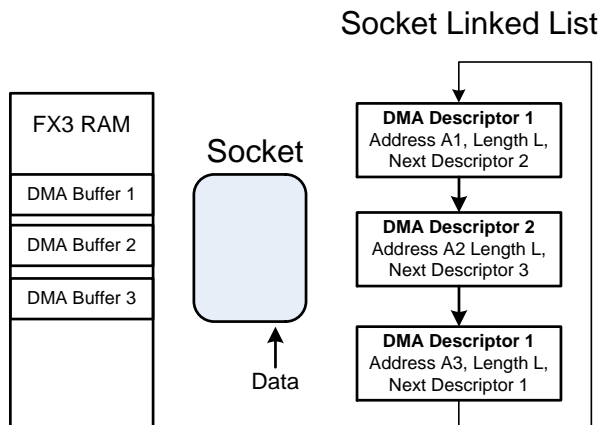 Socket Linked List
FX3 RAM
DMA Buffer 1
DMA Buffer 2
DMA Buffer 3
Socket
Data
DMA Descriptor 1
Address A1, Length L,
Next Descriptor 2
DMA Descriptor 2
Address A2 Length L,
Next Descriptor 3
DMA Descriptor 1
Address A3, Length L,
Next Descriptor 1